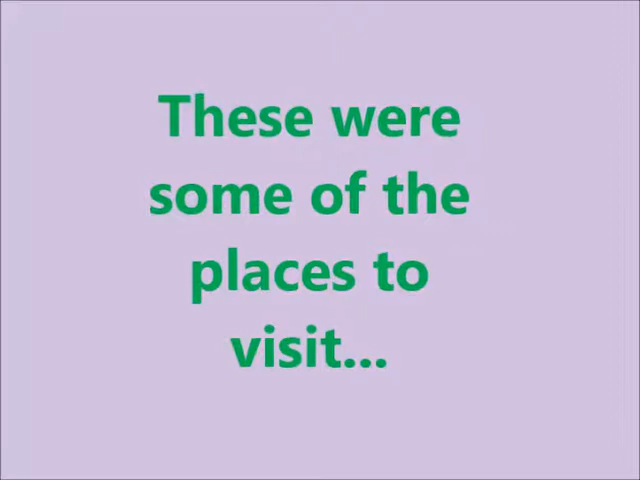 These were
some of the
places to
visit...